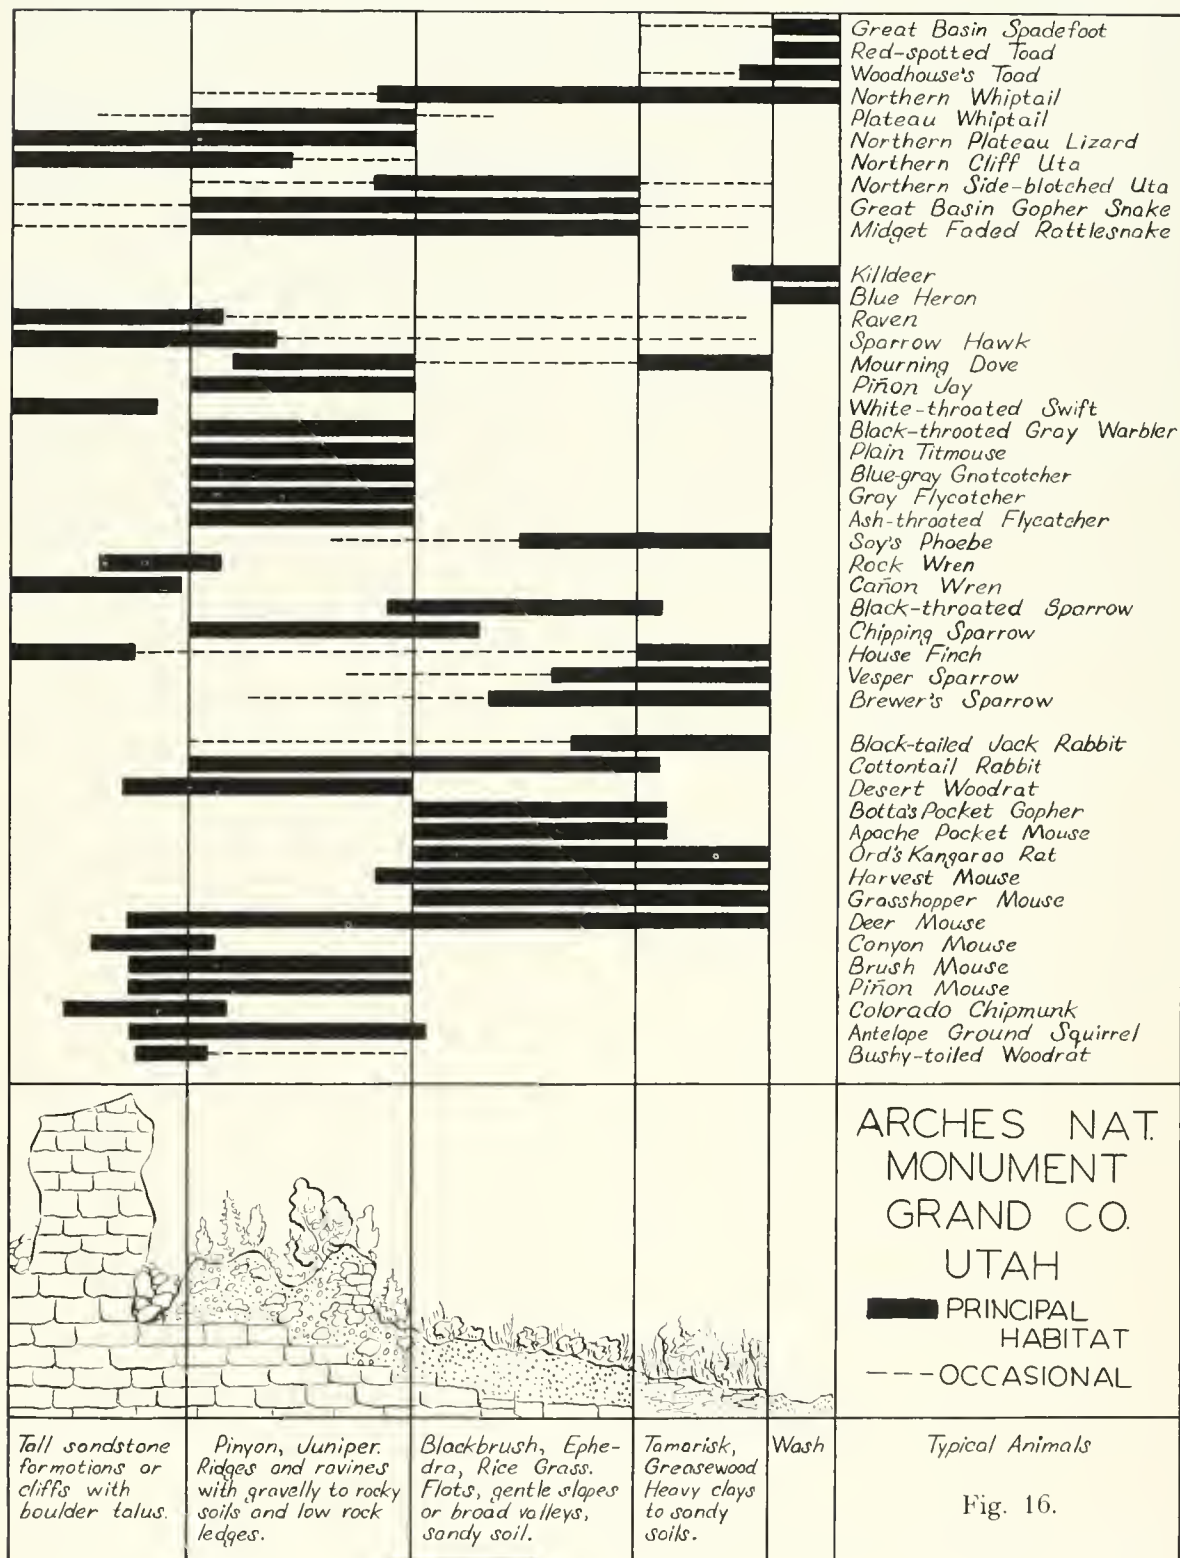 Great Basin Spadefoot
Red-spotted Toad
Woodhouse's Toad
Northern Whiptail
Plateau Whiptail
Northern Plateau Lizard
Northern Cliff Uta
Northern Side-blotched Uta
Great Basin Gopher Snake
Midget Faded Rattlesnake
Killdeer
Blue Heron
Raven
Sparrow Hawk
Mourning Dove
Piñon Jay
White-throated Swift
Black-throated Gray Warbler
Plain Titmouse
Blue-gray Gnatcatcher
Gray Flycatcher
Ash-throated Flycatcher
Say's Phoebe
Rock Wren
Cañon Wren
Black-throated Sparrow
Chipping Sparrow
House Finch
Vesper Sparrow
Brewer's Sparrow
Black-tailed Jack Rabbit
Cottontail Rabbit
Desert Woodrat
Botta's Pocket Gopher
Apache Pocket Mouse
Ord's Kangaroo Rat
Harvest Mouse
Grasshopper Mouse
Deer Mouse
Canyon Mouse
Brush Mouse
Piñon Mouse
Colorado Chipmunk
Antelope Ground Squirrel
Bushy-tailed Woodrat
ARCHES NAT.
MONUMENT
GRAND CO.
UTAH
PRINCIPAL
HABITAT
OCCASIONAL
Tall sandstone
formations or
cliffs with
boulder talus.
Pinyon, Juniper.
Ridges and ravines
with gravelly to rocky
soils and low rock
ledges.
Blackbrush, Ephe-
dra, Rice Grass.
Flats, gentle slopes
or broad valleys,
sandy soil.
Tamarisk,
Greasewood
Heavy clays
to sandy
soils.
Wash
Typical Animals
Fig. 16.